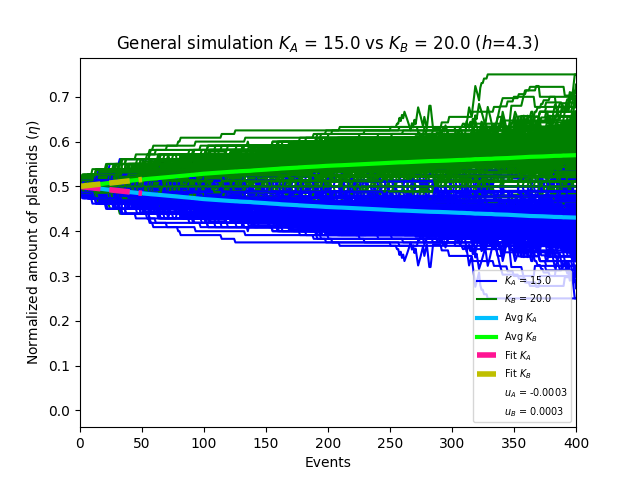 General simulation K_A = 15.0 vs K_B = 20.0 (h=4.3)
Normalized amount of plasmids (η)
0.7
0.6
0.5
0.4
0.3
0.2
0.1
0.0
K_A = 15.0
K_B = 20.0
Avg K_A
Avg K_B
Fit K_A
Fit K_B
u_A = -0.0003
u_B = 0.0003
0 50 100 150 200 250 300 350 400
Events